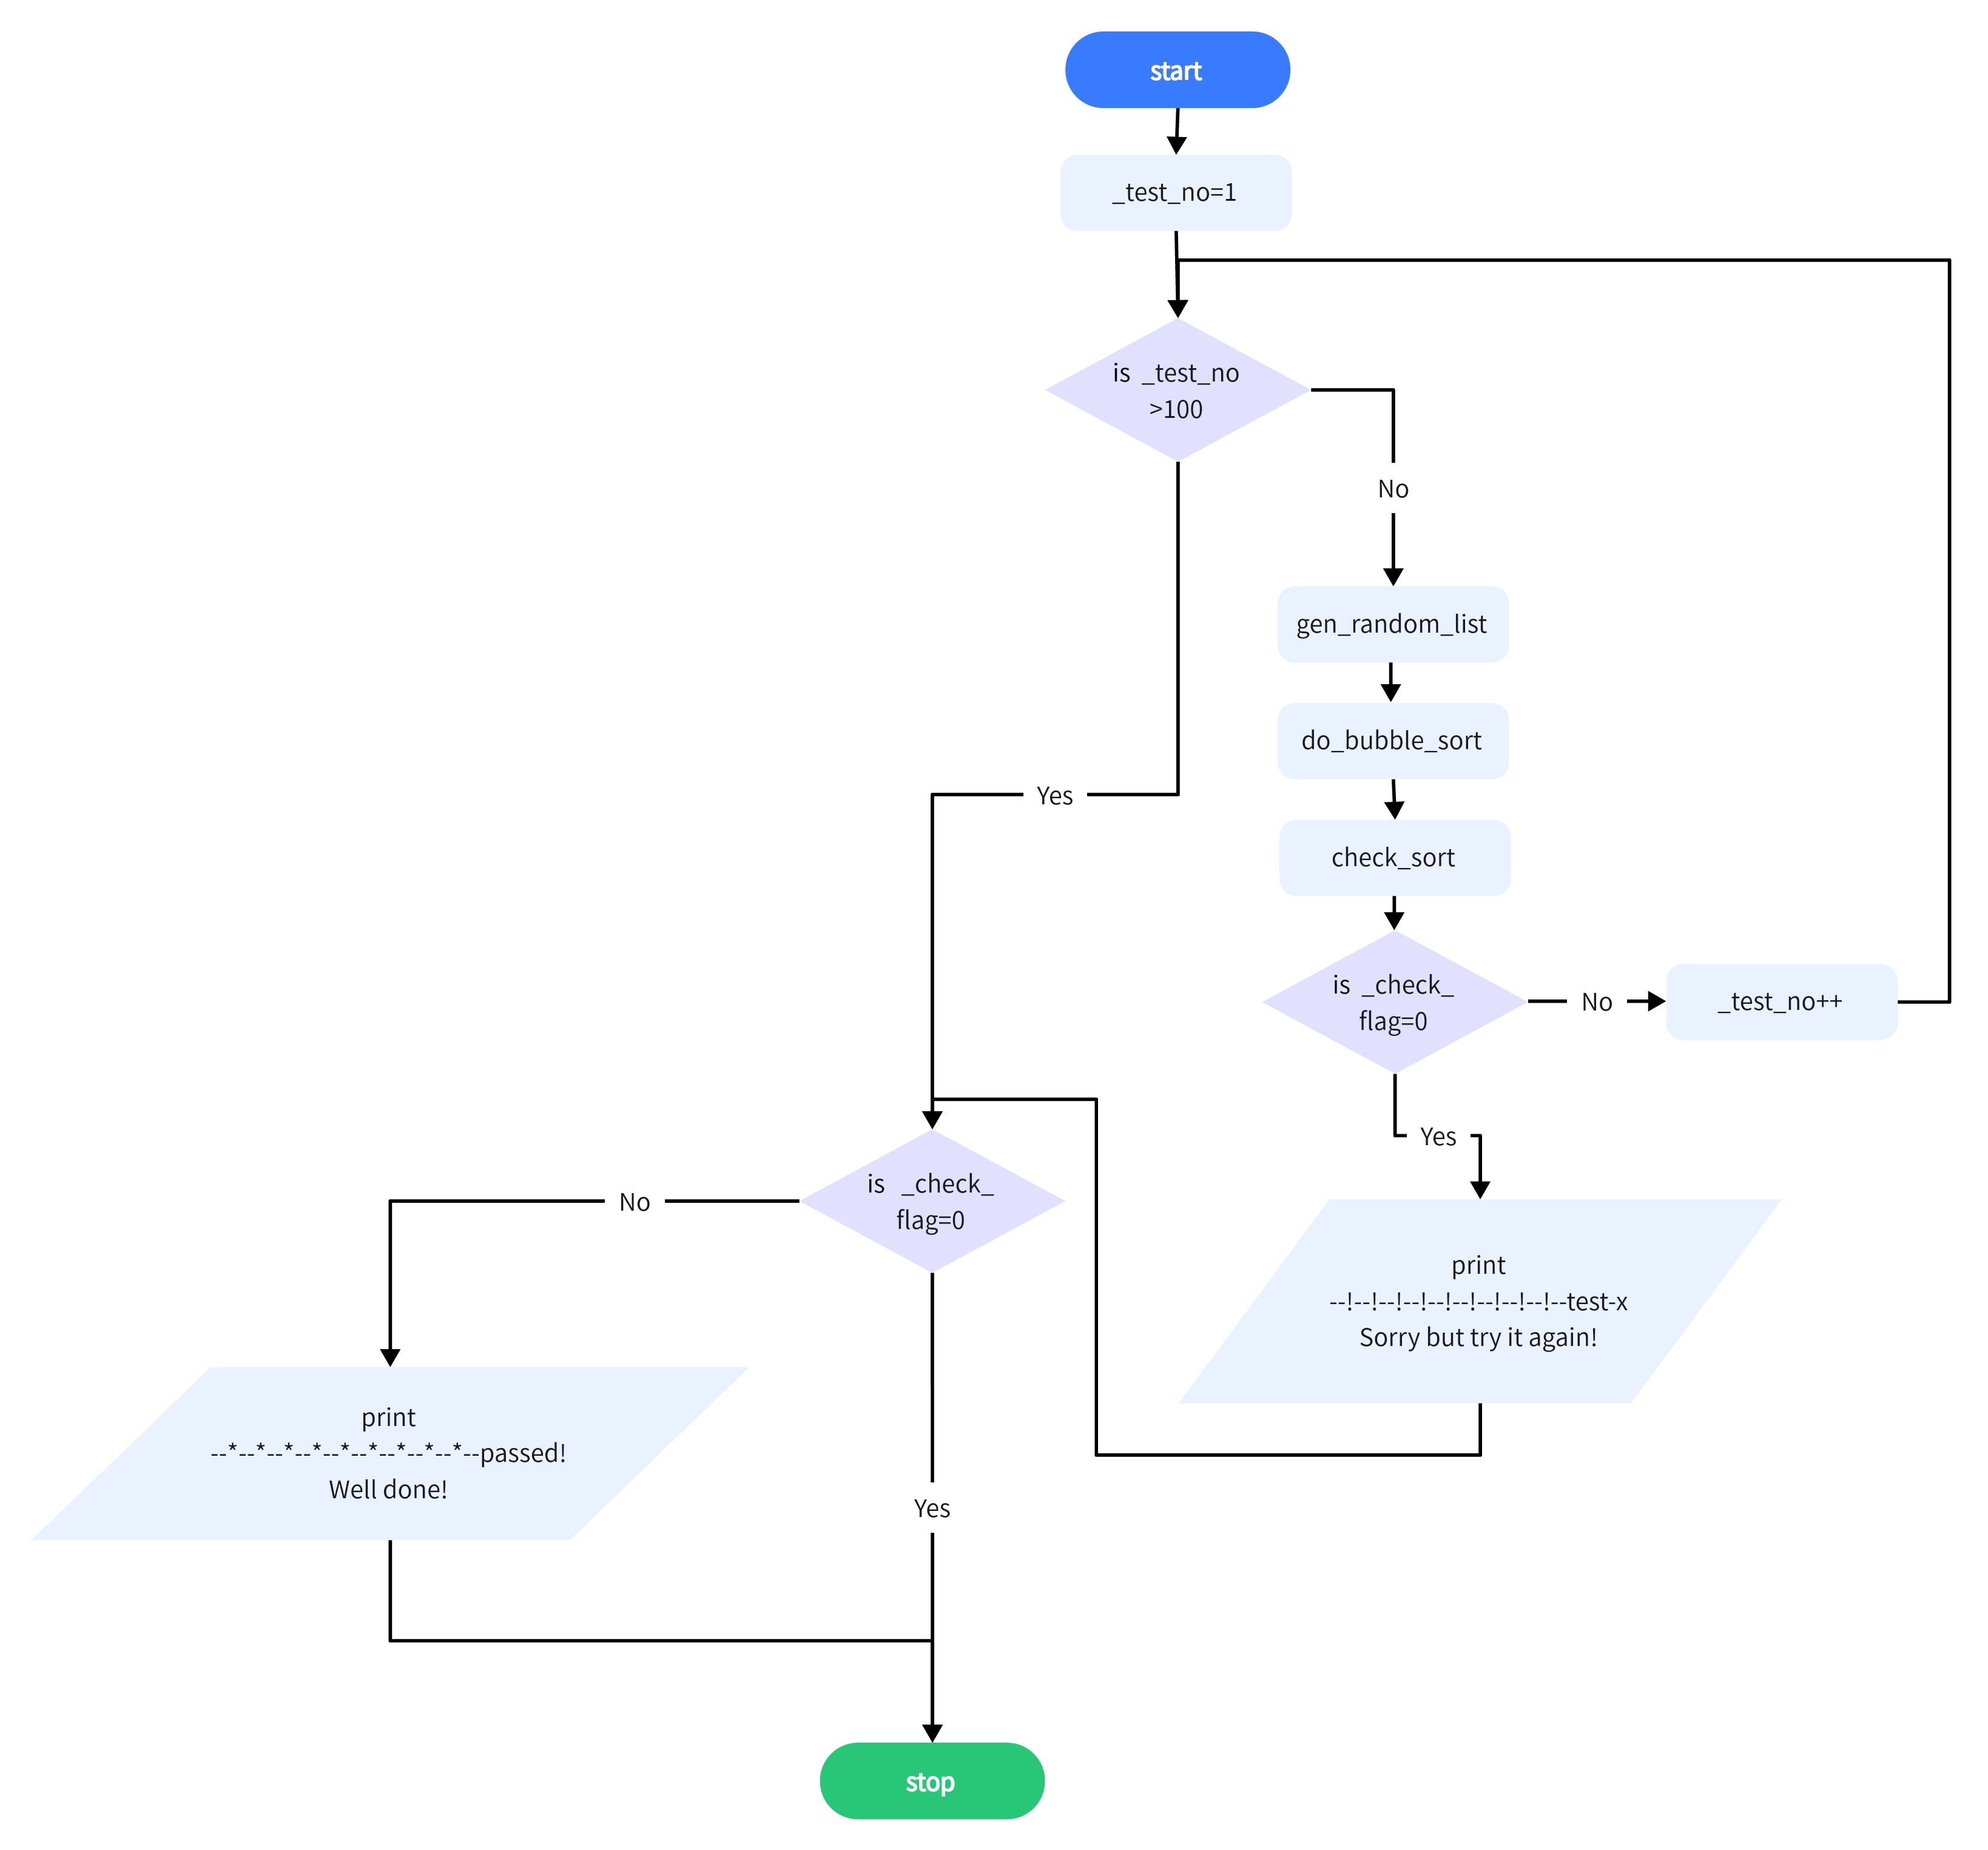 start
_test_no=1
is _test_no
>100
No
gen_random_list
do_bubble_sort
Yes
check_sort
is _check_
flag=0
No
_test_no++
Yes
is _check_
flag=0
No
print
--!--!--!--!--!--!--!--!--!--!--test-x
Sorry but try it again!
print
--*--*--*--*--*--*--*--*--*--passed!
Well done!
Yes
stop